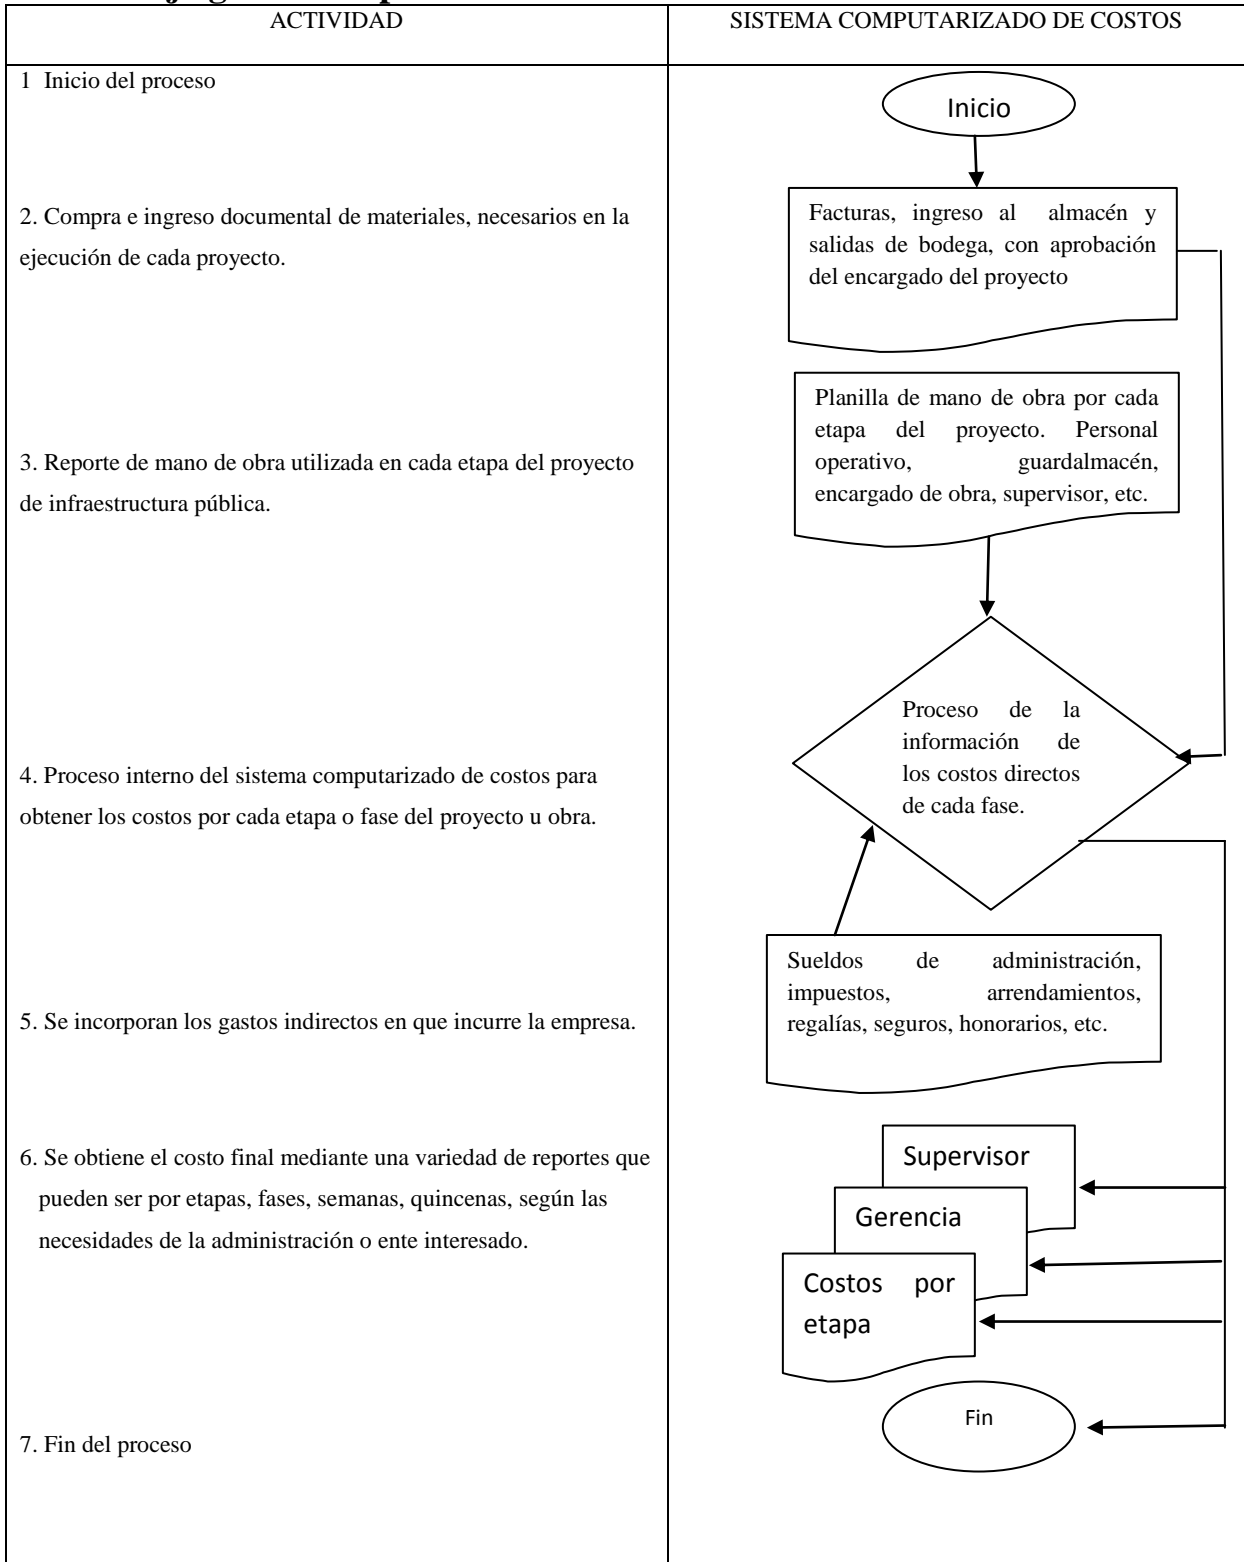 ACTIVIDAD
SISTEMA COMPUTARIZADO DE COSTOS
1 Inicio del proceso
Inicio
2. Compra e ingreso documental de materiales, necesarios en la
ejecución de cada proyecto.
Facturas, ingreso al almacén y
salidas de bodega, con aprobación
del encargado del proyecto
3. Reporte de mano de obra utilizada en cada etapa del proyecto
de infraestructura pública.
Planilla de mano de obra por cada
etapa del proyecto. Personal
operativo, guardalmacén,
encargado de obra, supervisor, etc.
4. Proceso interno del sistema computarizado de costos para
obtener los costos por cada etapa o fase del proyecto u obra.
Proceso de la
información de
los costos directos
de cada fase.
5. Se incorporan los gastos indirectos en que incurre la empresa.
Sueldos de administración,
impuestos, arrendamientos,
regalías, seguros, honorarios, etc.
6. Se obtiene el costo final mediante una variedad de reportes que
pueden ser por etapas, fases, semanas, quincenas, según las
necesidades de la administración o ente interesado.
Supervisor
Gerencia
Costos por
etapa
7. Fin del proceso
Fin